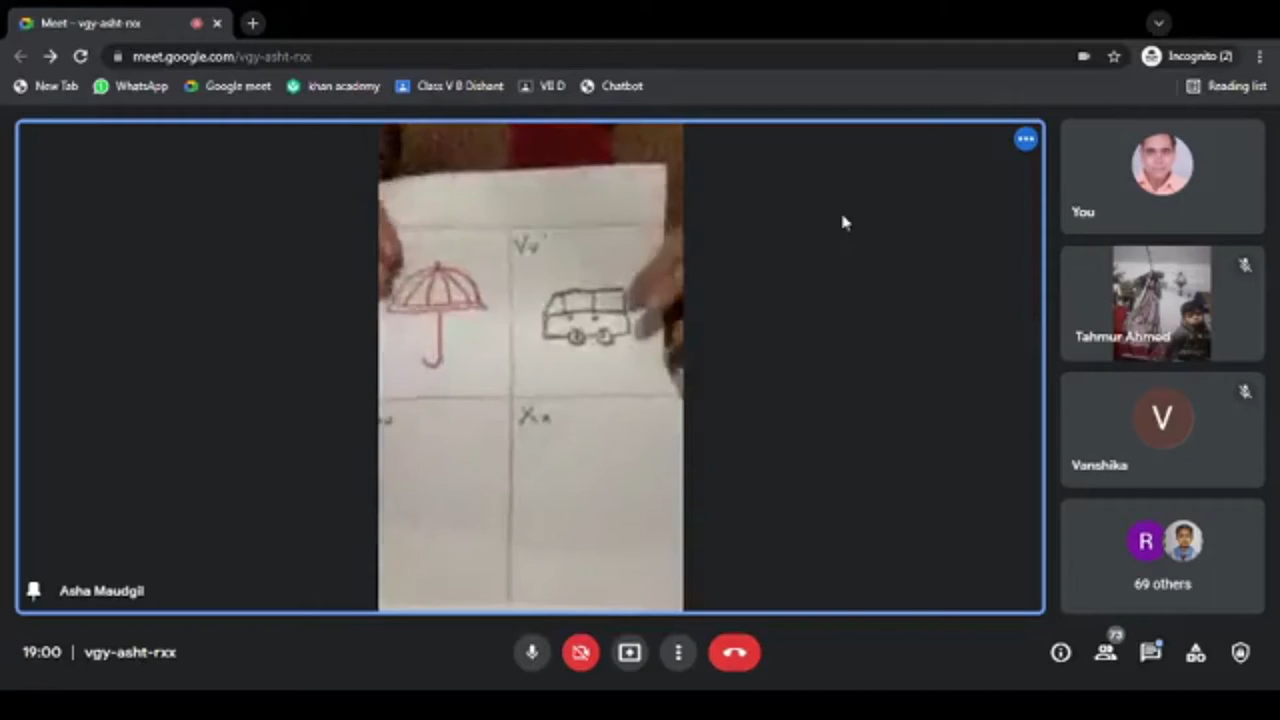 Meet - vgy-asht-rxx
meet.google.com/vgy-asht-rxx
Incognito (2)
New Tab
WhatsApp
Google meet
khan academy
Class V B Dishant
VII D
Chatbot
Reading list
Vv
Xx
You
Tahmur Ahmed
Vanshika
V
R
69 others
Asha Maudgil
19:00 | vgy-asht-rxx
73